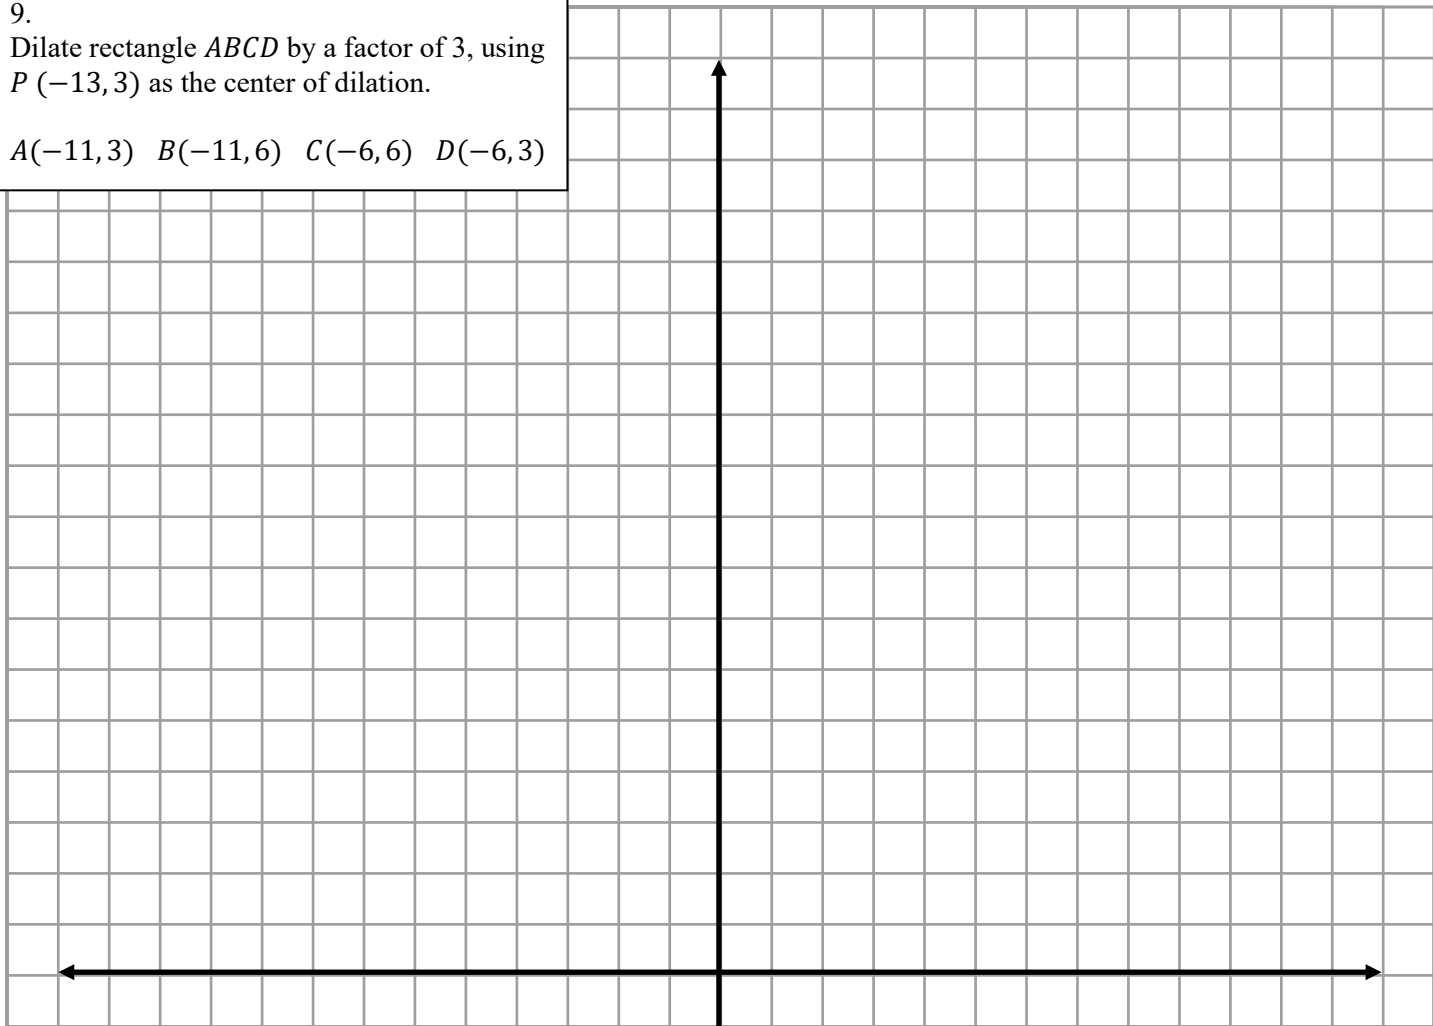 9.
Dilate rectangle 𝐴𝐵𝐶𝐷 by a factor of 3, using
𝑃 (−13, 3) as the center of dilation.
𝐴(−11, 3) 𝐵(−11, 6) 𝐶(−6, 6) 𝐷(−6, 3)